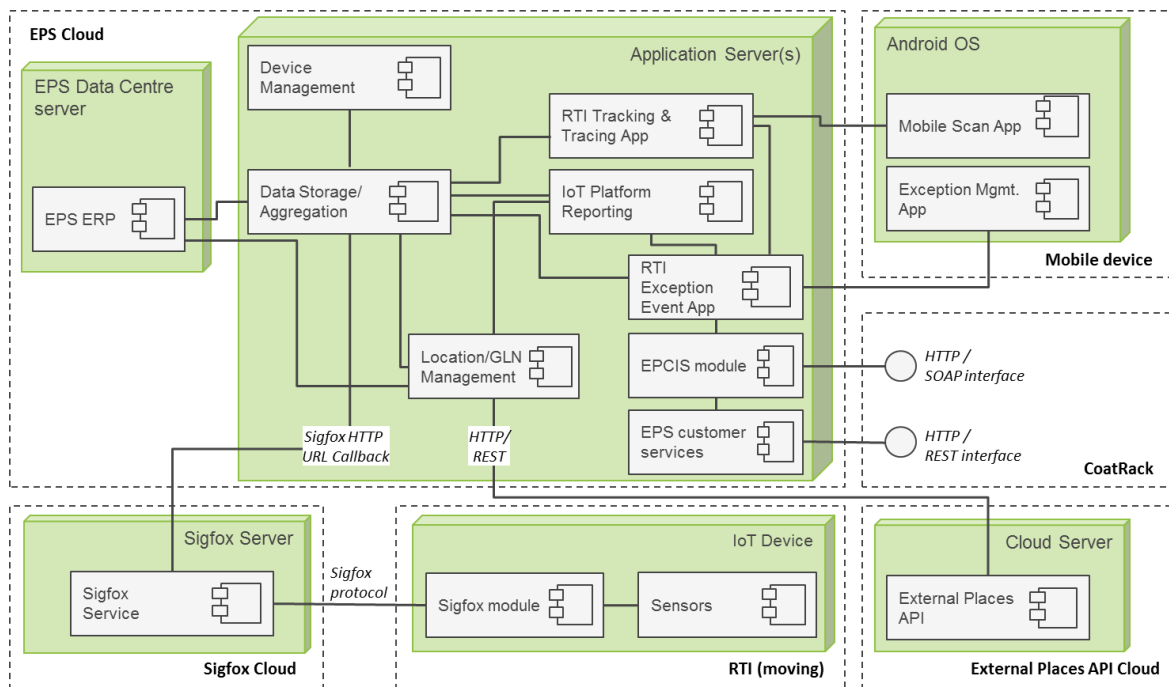 EPS Cloud
EPS Data Centre
server
EPS ERP
Application Server(s)
Device
Management
Data Storage/
Aggregation
RTI Tracking &
Tracing App
IoT Platform
Reporting
RTI
Exception
Event App
Location/GLN
Management
EPCIS module
EPS customer
services
Sigfox HTTP
URL Callback
HTTP/
REST
Android OS
Mobile Scan App
Exception Mgmt.
App
Mobile device
HTTP /
SOAP interface
HTTP /
REST interface
CoatRack
Sigfox Server
Sigfox
Service
Sigfox Cloud
Sigfox
protocol
IoT Device
Sigfox module
Sensors
RTI (moving)
Cloud Server
External Places
API
External Places API Cloud